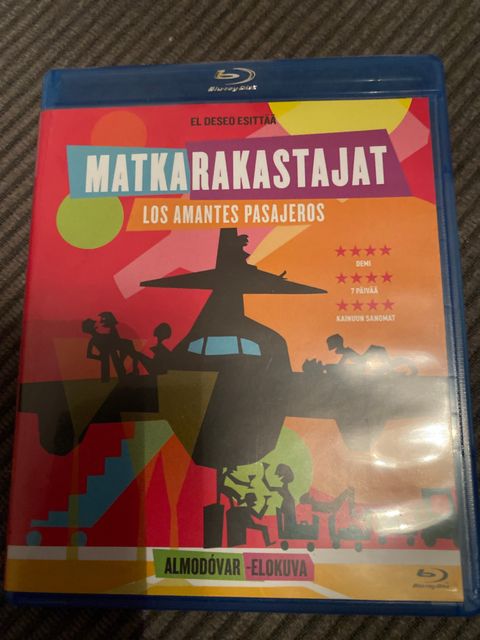 Blu-ray Disc
EL DESEO ESITTÄÄ
MATKARAKASTAJAT
LOS AMANTES PASAJEROS
DEMI
7 PÄIVÄÄ
KAINUUN SANOMAT
ALMODÓVAR -ELOKUVA
Blu-ray Disc